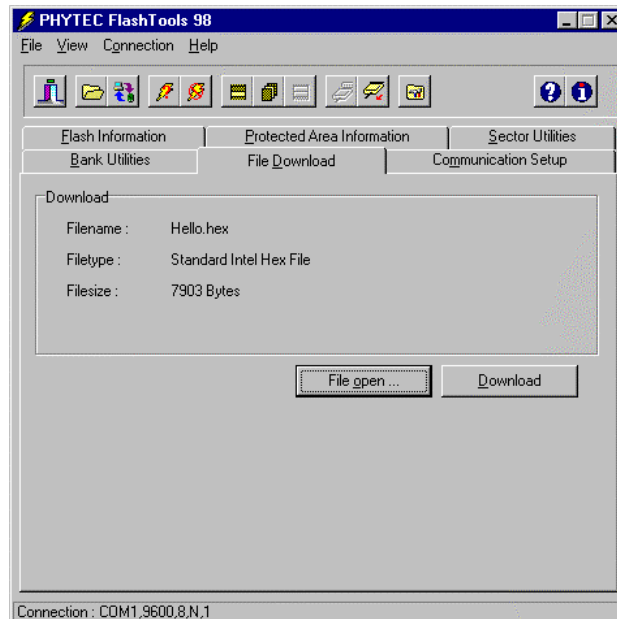 PHYTEC FlashTools 98
File View Connection Help
Flash Information Protected Area Information Sector Utilities
Bank Utilities File Download Communication Setup
Download
Filename : Hello.hex
Filetype : Standard Intel Hex File
Filesize : 7903 Bytes
File open ... Download
Connection : COM1,9600,8,N,1